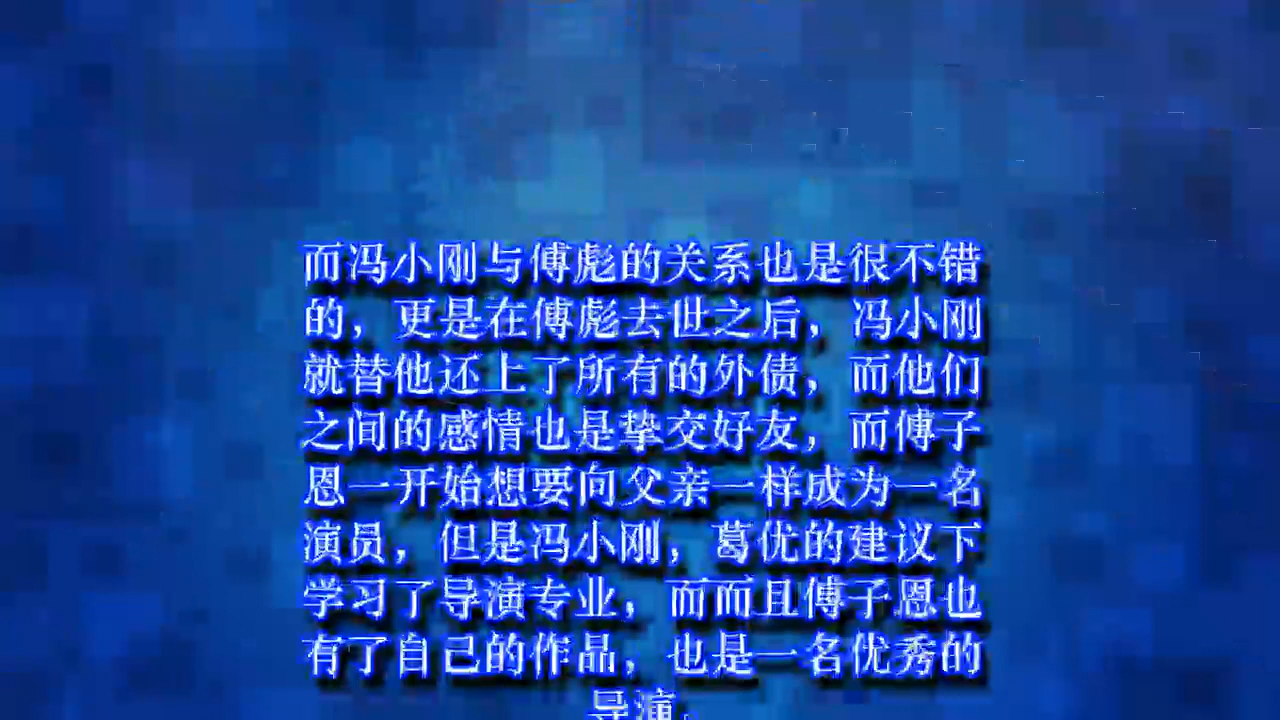 而冯小刚与傅彪的关系也是很不错
的，更是在傅彪去世之后，冯小刚
就替他还上了所有的外债，而他们
之间的感情也是挚交好友，而傅子
恩一开始想要向父亲一样成为一名
演员，但是冯小刚，葛优的建议下
学习了导演专业，而而且傅子恩也
有了自己的作品，也是一名优秀的
导演。